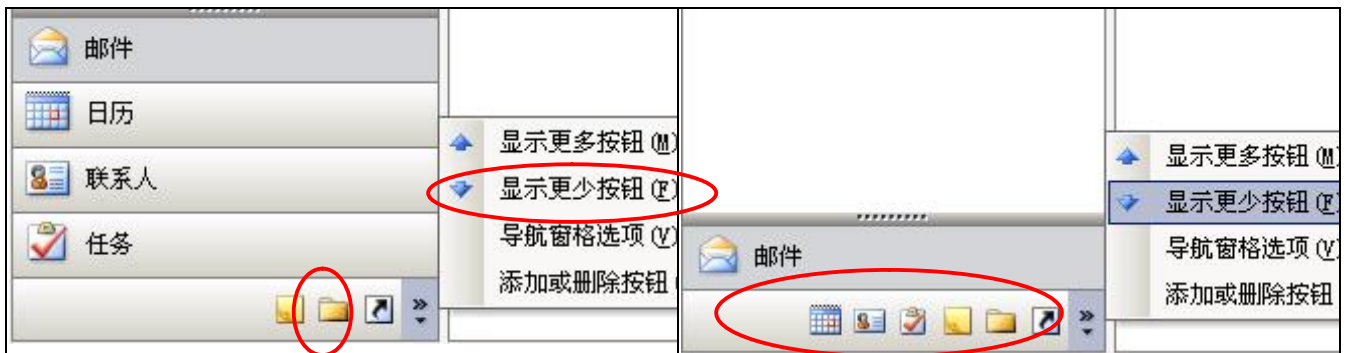 邮件
日历
联系人
任务
显示更多按钮(M)
显示更少按钮(F)
导航窗格选项(V)
添加或删除按钮
邮件
显示更多按钮(M)
显示更少按钮(F)
导航窗格选项(V)
添加或删除按钮